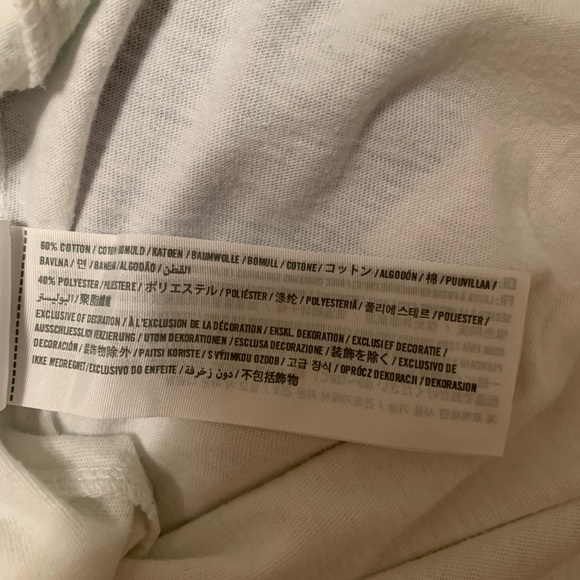 60% COTTON / COTON / BOMULD / KATOEN / BAUMWOLLE / BOMULL / COTONE / コットン / ALGODÓN / 棉 / PUUVILLAA /
BAVLNA / 면 / BAWEŁNA / ALGODÃO / القطن
40% POLYESTER / POLIESTERE / ポリエステル / POLIÉSTER / 涤纶 / POLYESTERIÄ / 폴리에스테르 / POLIESTER /
البوليستر / 聚酯纖維
EXCLUSIVE OF DECORATION / À L'EXCLUSION DE LA DÉCORATION / EKSKL. DEKORATION / EXCLUSIEF DECORATIE /
AUSSCHLIESSLICH VERZIERUNG / UTOM DEKORATIONEN / ESCLUSA DECORAZIONE / 装飾を除く / EXCLUSIVO DE
DECORACIÓN / 装饰物除外 / PAITSI KORISTE / S VÝJIMKOU OZDOB / 고급 장식 / OPRÓCZ DEKORACJI / DEKORASJON
IKKE MEDREGNET / EXCLUSIVO DO ENFEITE / دون زخرفة / 不包括飾物